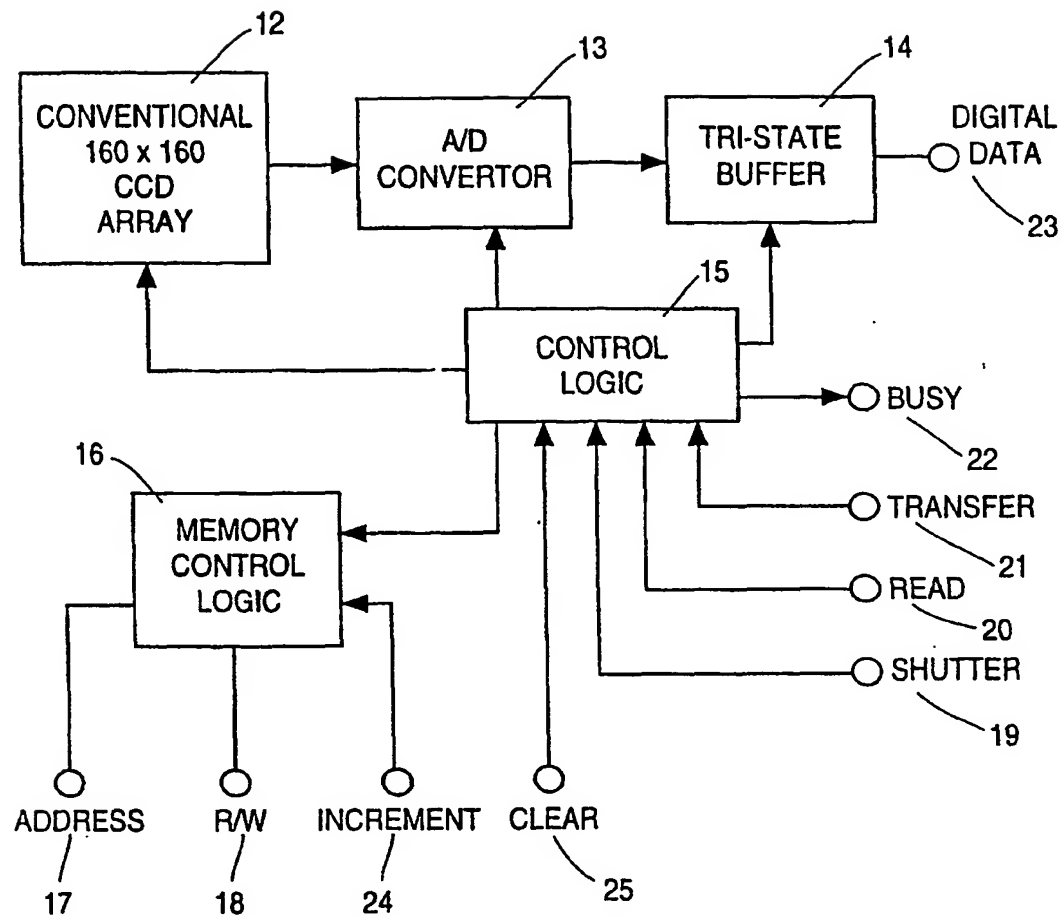 12
CONVENTIONAL
160 x 160
CCD
ARRAY
13
A/D
CONVERTOR
14
TRI-STATE
BUFFER
DIGITAL
DATA
23
15
CONTROL
LOGIC
BUSY
22
TRANSFER
21
READ
20
SHUTTER
19
16
MEMORY
CONTROL
LOGIC
ADDRESS
17
R/W
18
INCREMENT
24
CLEAR
25